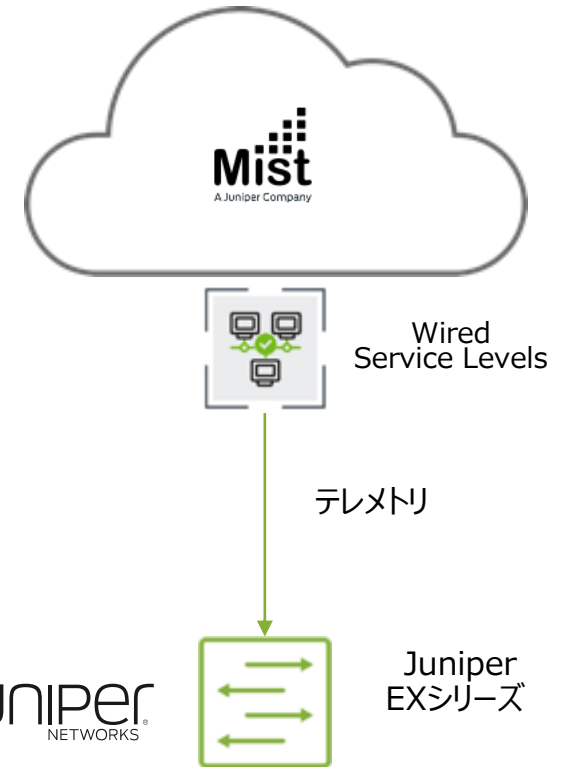 Mist
A Juniper Company
Wired
Service Levels
テレメトリ
Juniper
EXシリーズ
UNIPER
NETWORKS